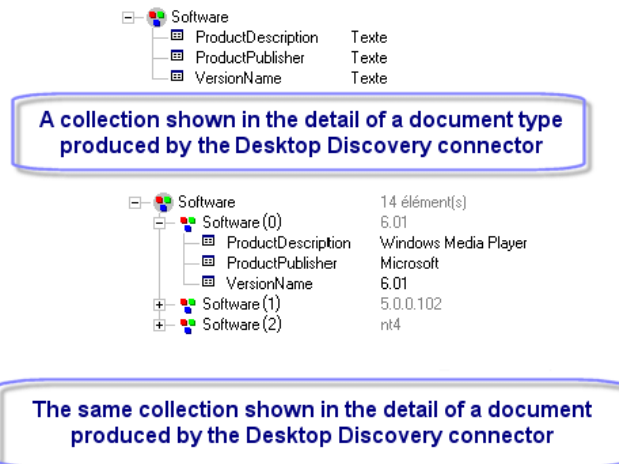 Software
ProductDescription Texte
ProductPublisher Texte
VersionName Texte
A collection shown in the detail of a document type
produced by the Desktop Discovery connector
Software 14 élément(s)
Software (0) 6.01
ProductDescription Windows Media Player
ProductPublisher Microsoft
VersionName 6.01
Software (1) 5.0.0.102
Software (2) nt4
The same collection shown in the detail of a document
produced by the Desktop Discovery connector